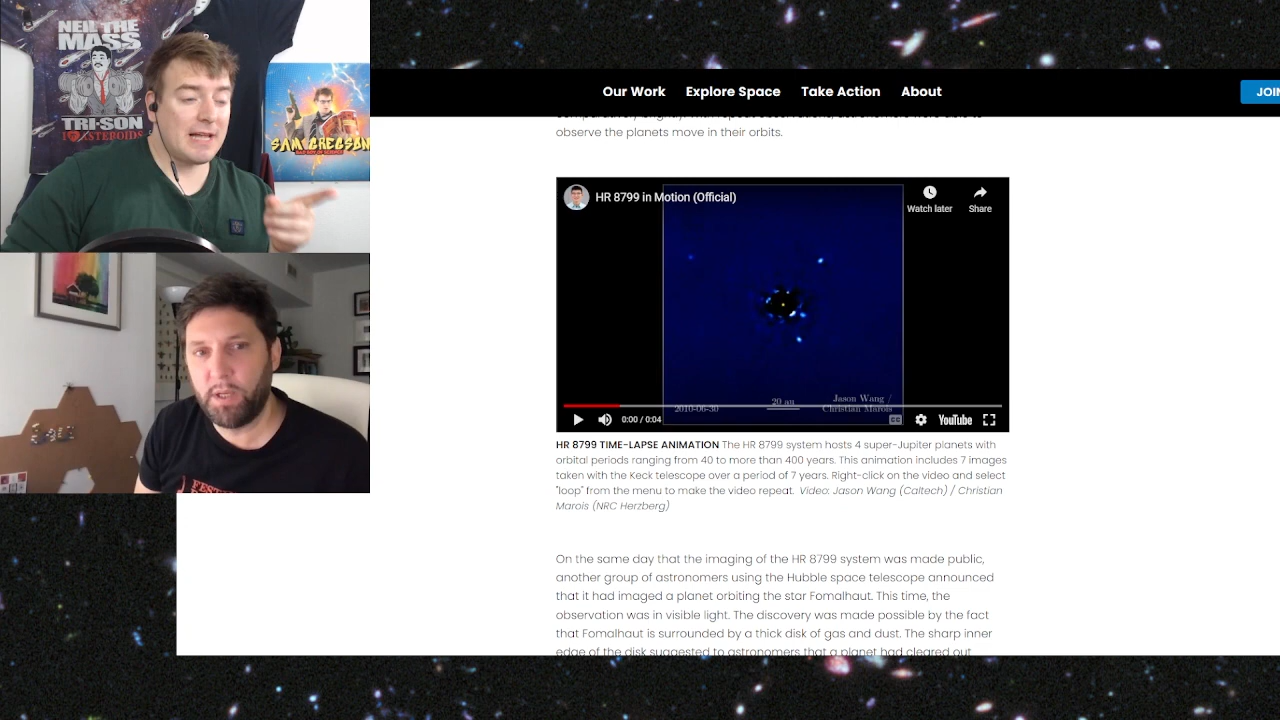 NEIL THE
MASS
TRI-SON
STEROIDS
SAM GREGSON
BAD BOY OF SCIENCE
Our Work
Explore Space
Take Action
About
JOIN
observe the planets move in their orbits.
HR 8799 in Motion (Official)
Watch later
Share
2010-06-30
20 au
Jason Wang /
Christian Marois
0:00 / 0:04
CC
YouTube
HR 8799 TIME-LAPSE ANIMATION The HR 8799 system hosts 4 super-Jupiter planets with
orbital periods ranging from 40 to more than 400 years. This animation includes 7 images
taken with the Keck telescope over a period of 7 years. Right-click on the video and select
"loop" from the menu to make the video repeat. Video: Jason Wang (Caltech) / Christian
Marois (NRC Herzberg)
On the same day that the imaging of the HR 8799 system was made public,
another group of astronomers using the Hubble space telescope announced
that it had imaged a planet orbiting the star Fomalhaut. This time, the
observation was in visible light. The discovery was made possible by the fact
that Fomalhaut is surrounded by a thick disk of gas and dust. The sharp inner
edge of the disk suggested to astronomers that a planet had cleared out